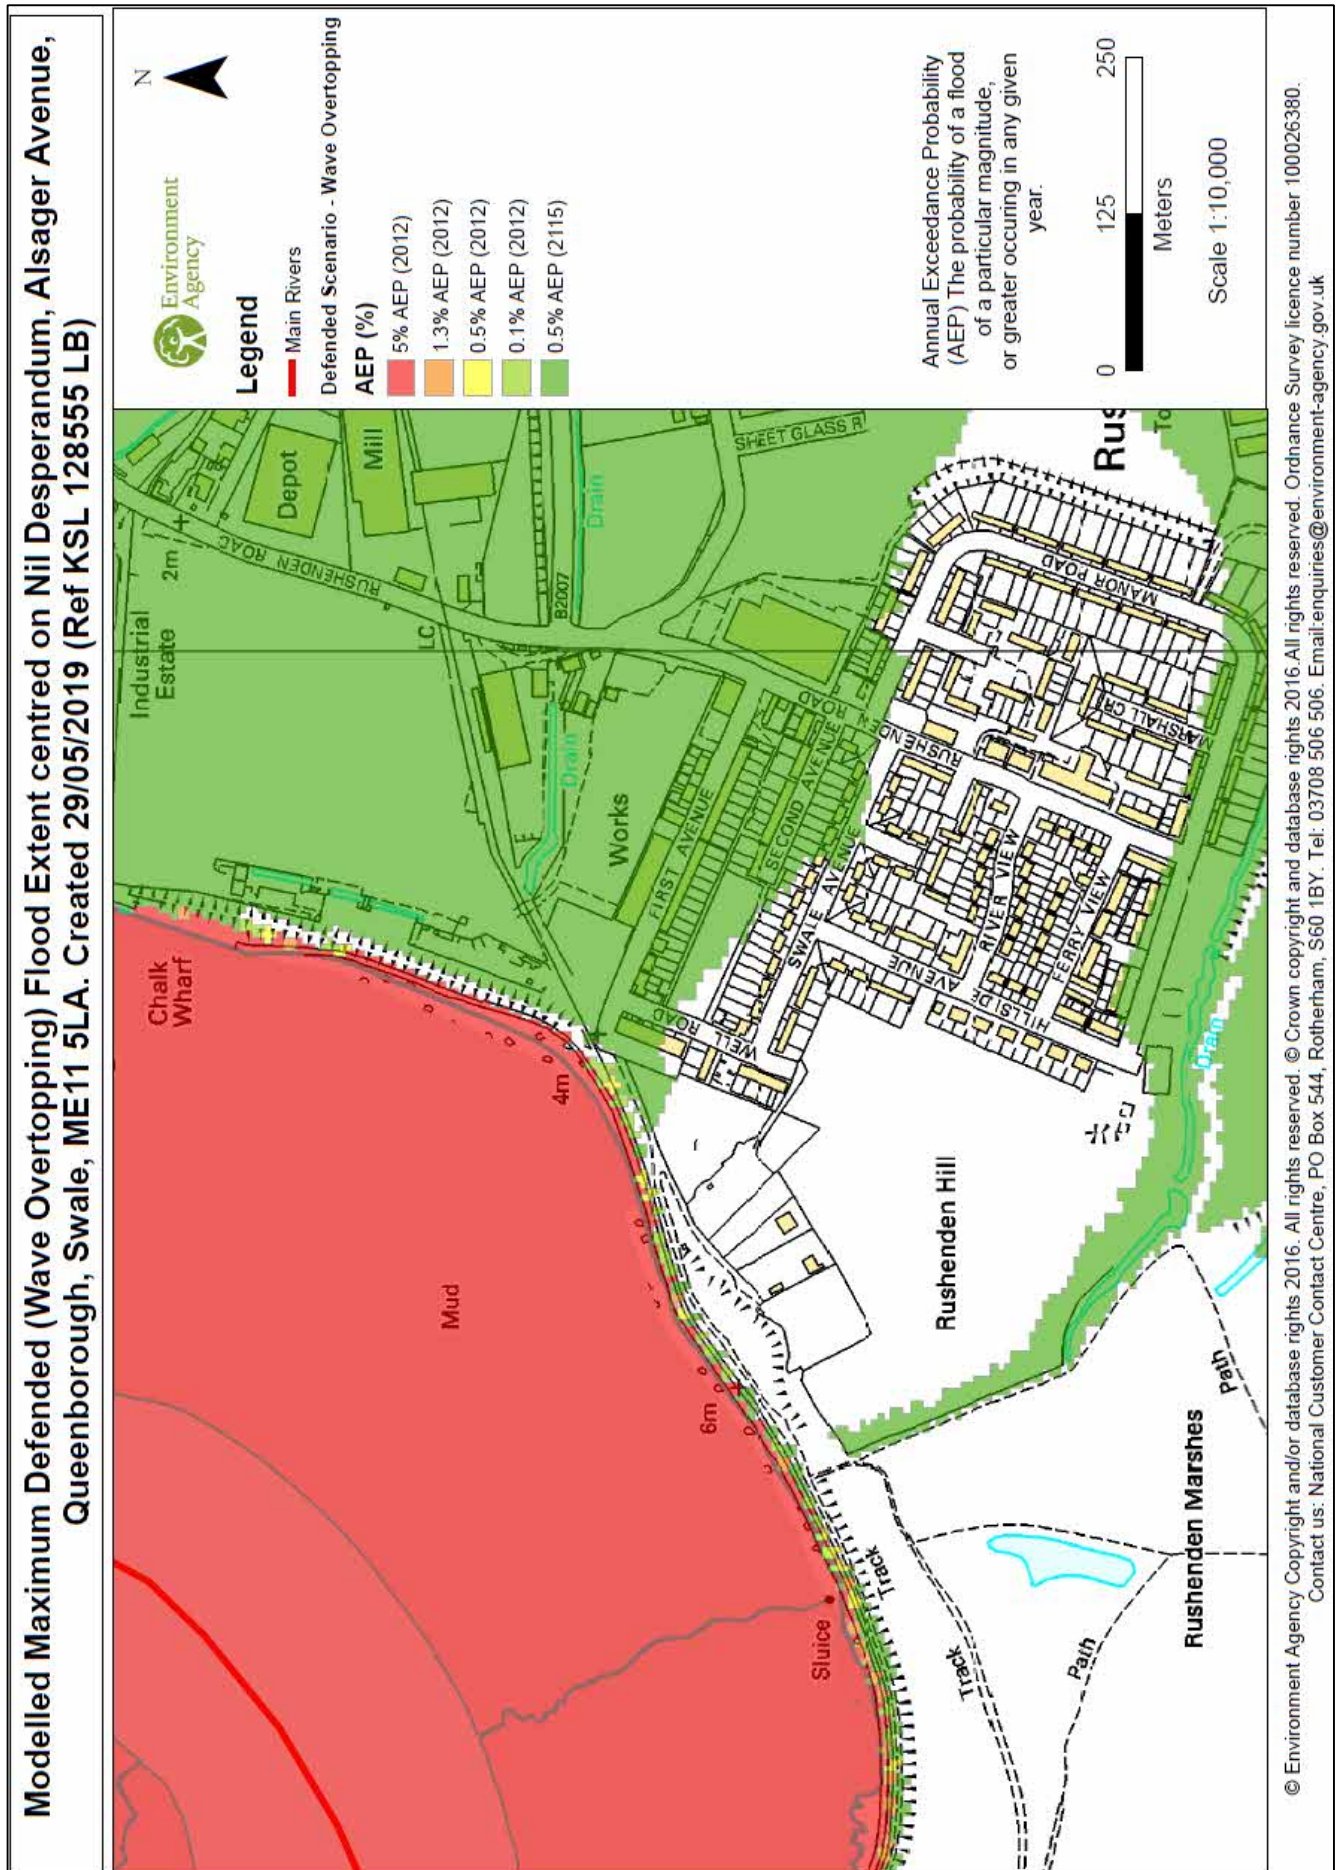 Modelled Maximum Defended (Wave Overtopping) Flood Extent centred on Nil Desperandum, Alsager Avenue,
Queenborough, Swale, ME11 5LA. Created 29/05/2019 (Ref KSL 128555 LB)
N
Environment
Agency
Legend
Main Rivers
Defended Scenario - Wave Overtopping
AEP (%)
5% AEP (2012)
1.3% AEP (2012)
0.5% AEP (2012)
0.1% AEP (2012)
0.5% AEP (2115)
Annual Exceedance Probability
(AEP) The probability of a flood
of a particular magnitude,
or greater occuring in any given
year.
0 125 250
Meters
Scale 1:10,000
Chalk
Wharf
Industrial
Estate
2m
RUSHENDEN ROAD
Depot
Mill
LC
B2007
Drain
Drain
SHEET GLASS R
Works
4m
Mud
FIRST AVENUE
SECOND AVENUE
SWALE AVENUE
WELL ROAD
RUSHENDEN ROAD
RIVER VIEW
HILLSIDE AVENUE
FERRY VIEW
MANOR ROAD
MARSHALL CR
Rus
To
6m
Rushenden Hill
Drain
Sluice
Track
Track
Path
Path
Rushenden Marshes
© Environment Agency Copyright and/or database rights 2016. All rights reserved. © Crown copyright and database rights 2016.All rights reserved. Ordnance Survey licence number 100026380.
Contact us: National Customer Contact Centre, PO Box 544, Rotherham, S60 1BY. Tel: 03708 506 506. Email:enquiries@environment-agency.gov.uk